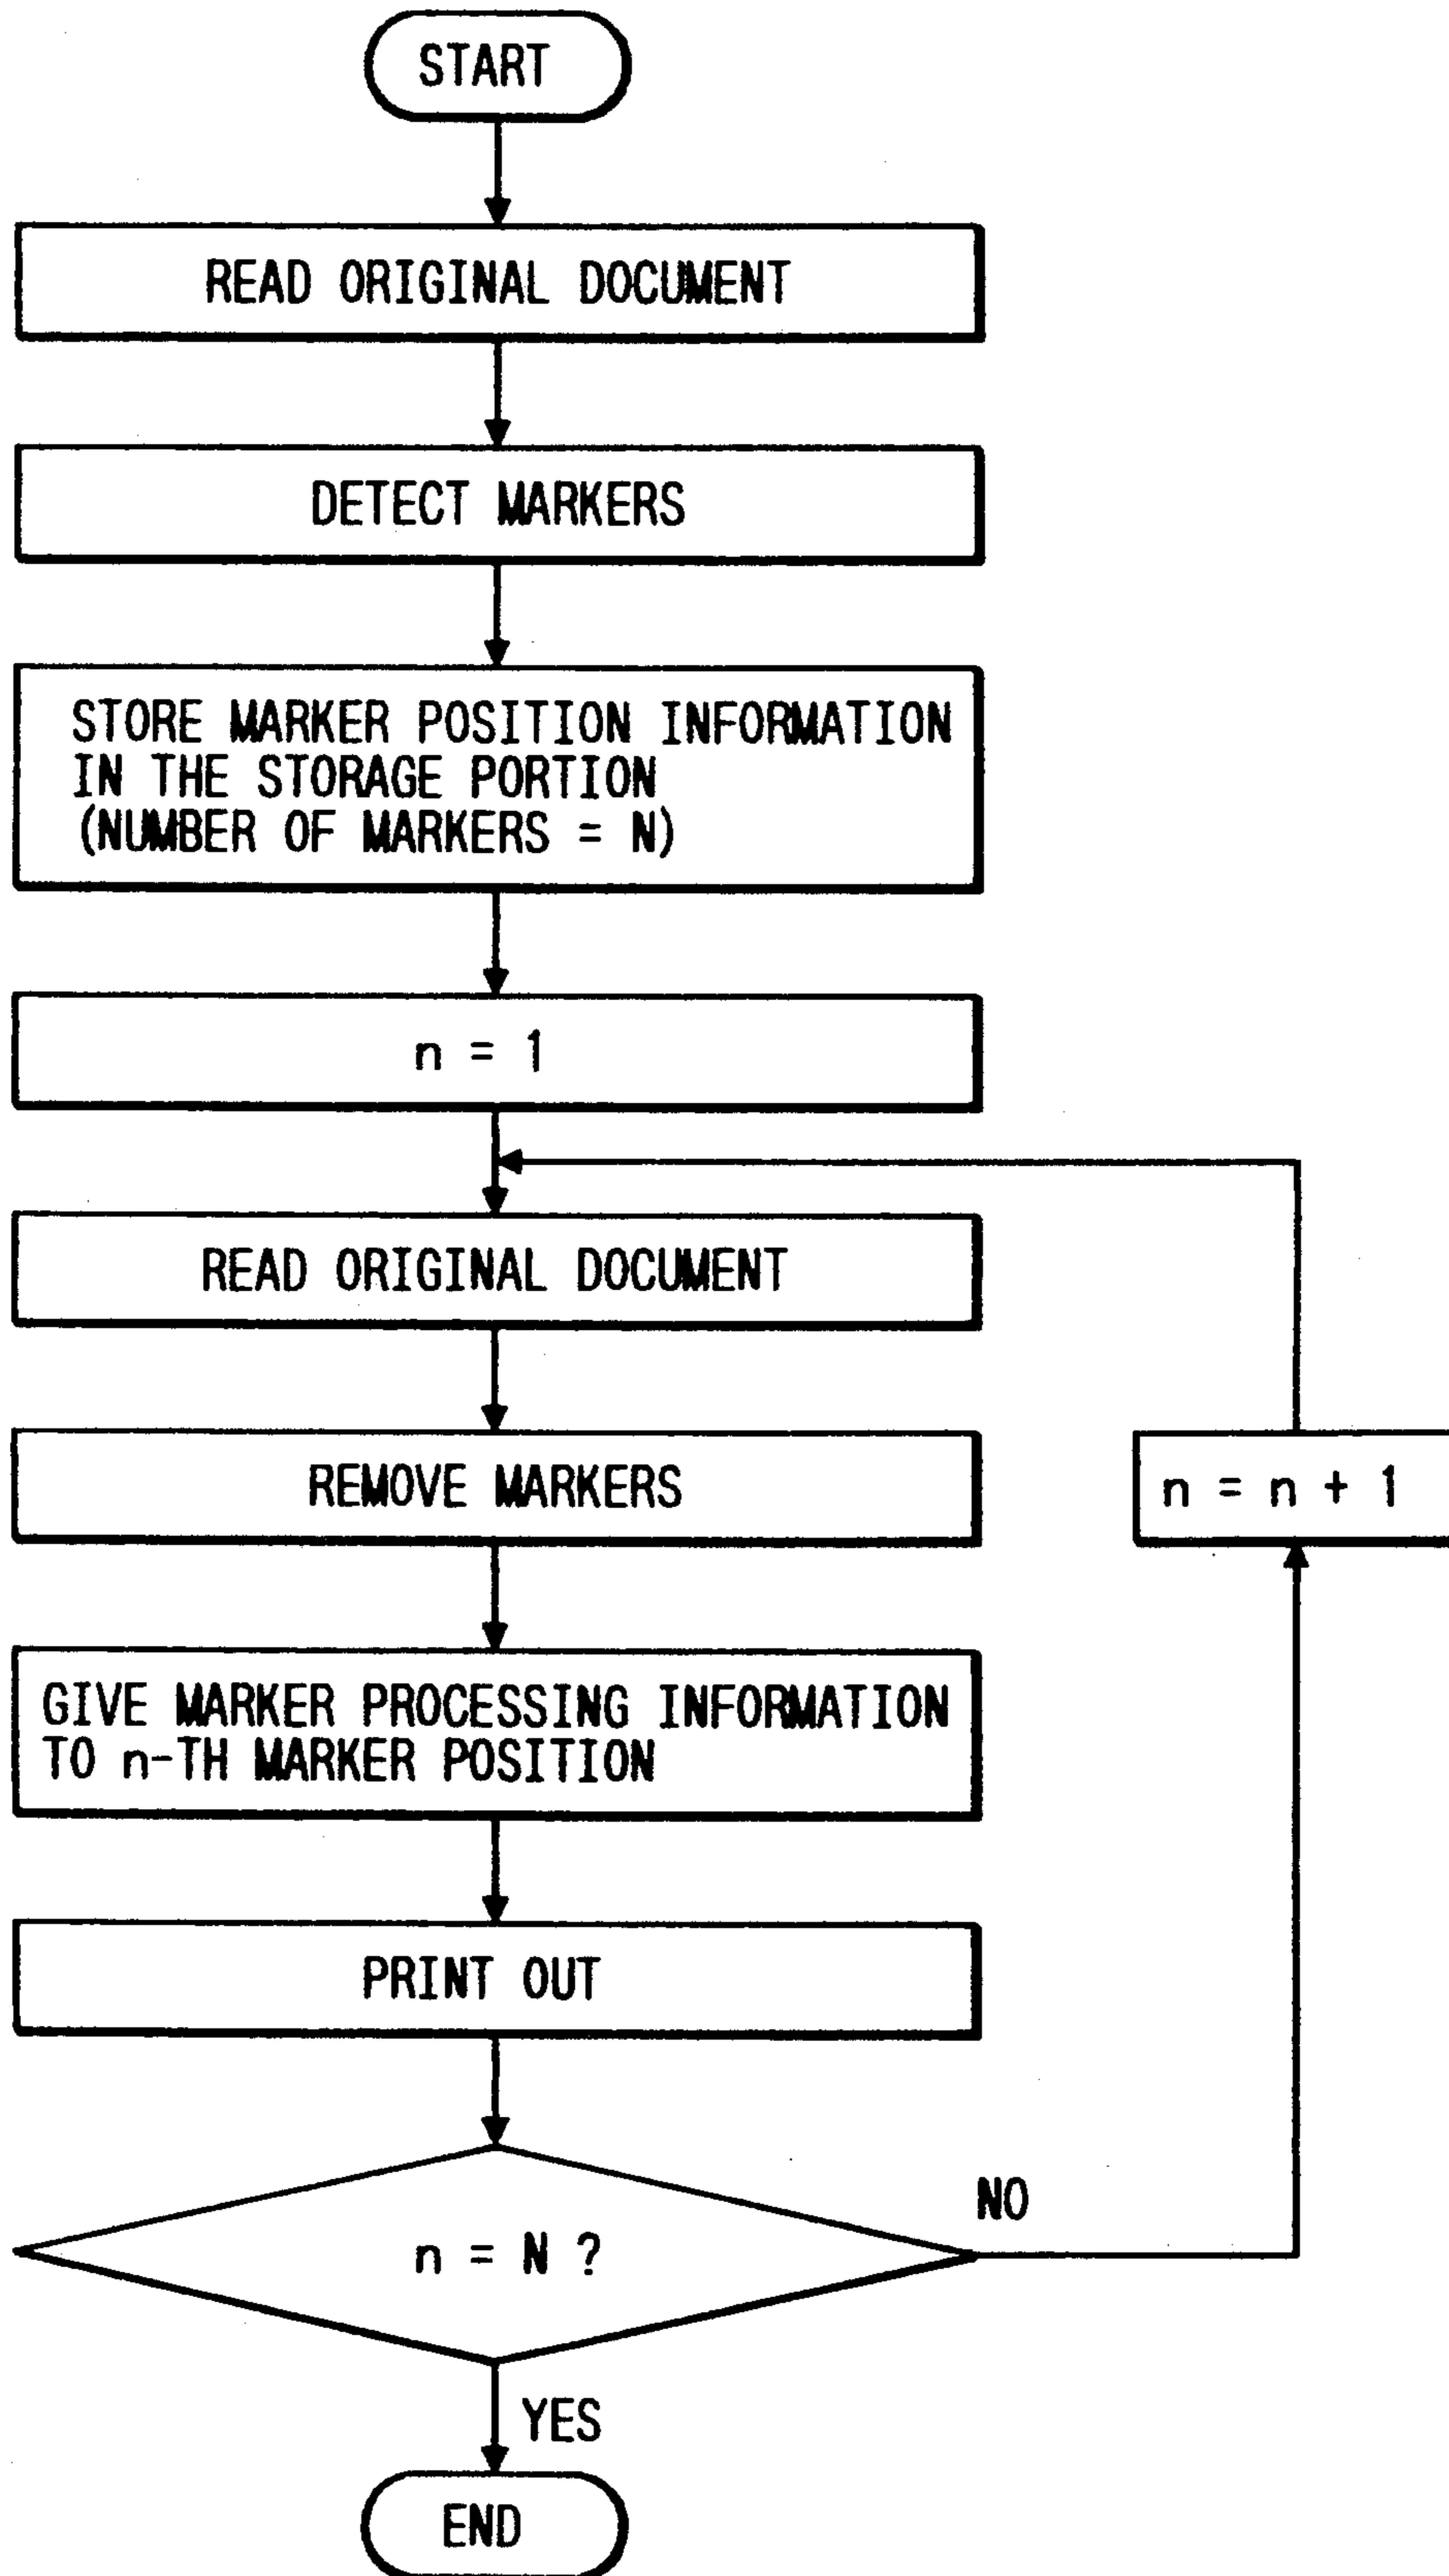 START
READ ORIGINAL DOCUMENT
DETECT MARKERS
STORE MARKER POSITION INFORMATION
IN THE STORAGE PORTION
(NUMBER OF MARKERS = N)
n = 1
READ ORIGINAL DOCUMENT
REMOVE MARKERS
n = n + 1
GIVE MARKER PROCESSING INFORMATION
TO n-TH MARKER POSITION
PRINT OUT
n = N ?
NO
YES
END